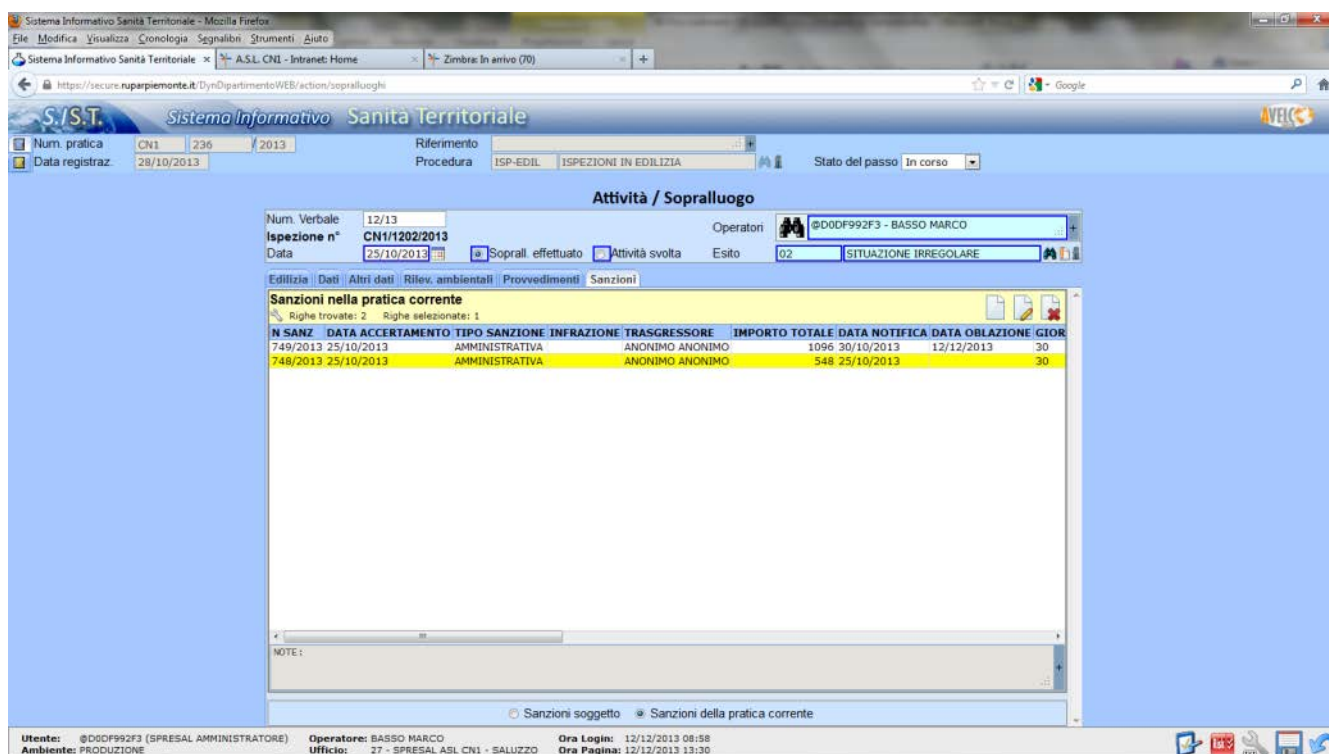 Sistema Informativo Sanità Territoriale - Mozilla Firefox
File Modifica Visualizza Cronologia Segnalibri Strumenti Aiuto
Sistema Informativo Sanità Territoriale × A.S.L. CN1 - Intranet: Home × Zimbra: In arrivo (70) × +
https://secure.ruparpiemonte.it/DynDipartimentoWEB/action/sopralluoghi Google
S.I.S.T. Sistema Informativo Sanità Territoriale AVELCO
Num. pratica CN1 236 / 2013 Riferimento
Data registraz. 28/10/2013 Procedura ISP-EDIL ISPEZIONI IN EDILIZIA Stato del passo In corso
Attività / Sopralluogo
Num. Verbale 12/13 Operatori @D0DF992F3 - BASSO MARCO
Ispezione n° CN1/1202/2013
Data 25/10/2013 Soprall. effettuato Attività svolta Esito 02 SITUAZIONE IRREGOLARE
Edilizia Dati Altri dati Rilev. ambientali Provvedimenti Sanzioni
Sanzioni nella pratica corrente
Righe trovate: 2 Righe selezionate: 1
N SANZ DATA ACCERTAMENTO TIPO SANZIONE INFRAZIONE TRASGRESSORE IMPORTO TOTALE DATA NOTIFICA DATA OBLAZIONE GIOR
749/2013 25/10/2013 AMMINISTRATIVA ANONIMO ANONIMO 1096 30/10/2013 12/12/2013 30
748/2013 25/10/2013 AMMINISTRATIVA ANONIMO ANONIMO 548 25/10/2013 30
NOTE:
Sanzioni soggetto Sanzioni della pratica corrente
Utente: @D0DF992F3 (SPRESAL AMMINISTRATORE) Operatore: BASSO MARCO Ora Login: 12/12/2013 08:58
Ambiente: PRODUZIONE Ufficio: 27 - SPRESAL ASL CN1 - SALUZZO Ora Pagina: 12/12/2013 13:30